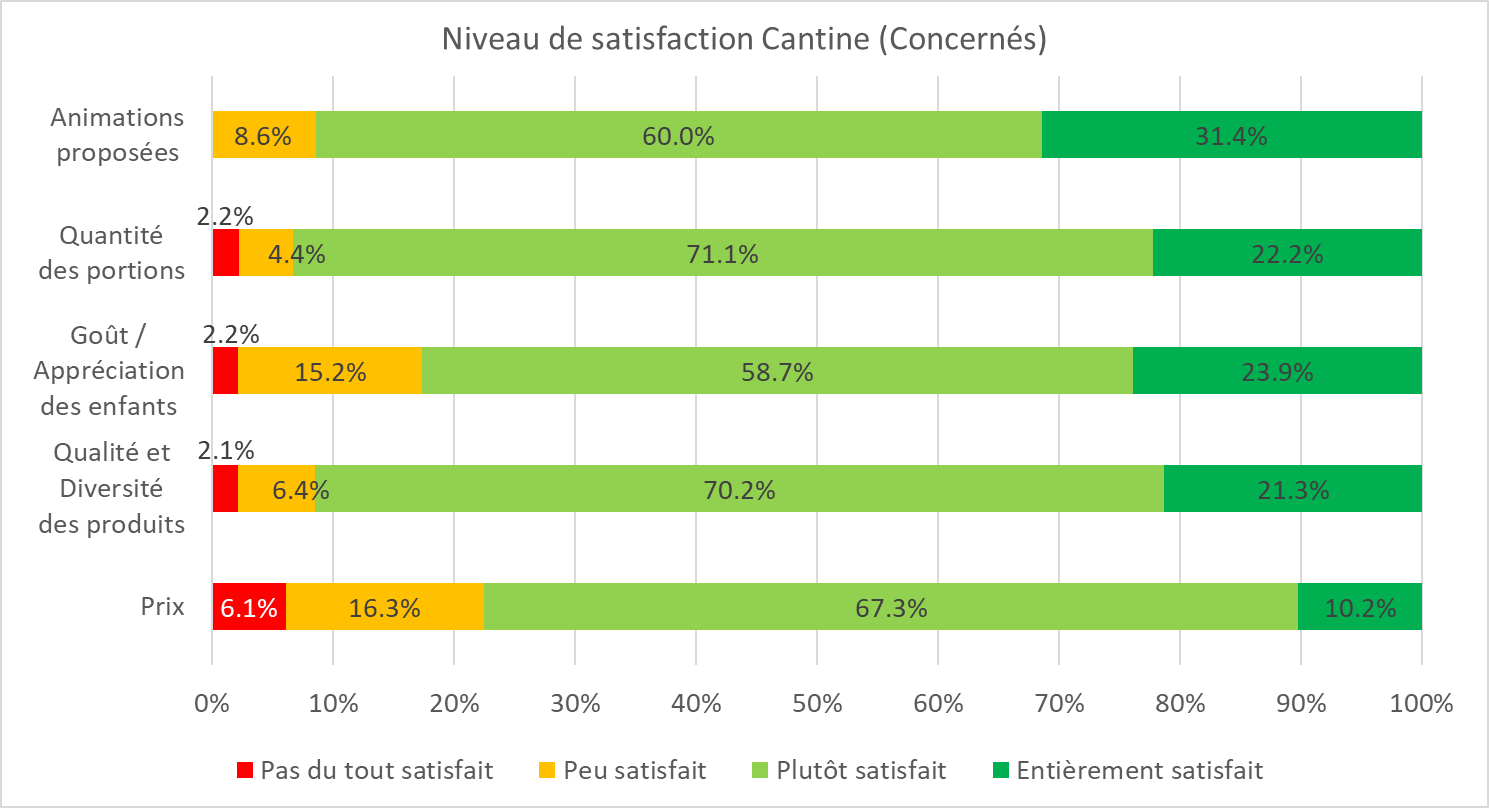 Niveau de satisfaction Cantine (Concernés)
Animations
proposées
8.6%
60.0%
31.4%
Quantité
des portions
2.2%
4.4%
71.1%
22.2%
Goût /
Appréciation
des enfants
2.2%
15.2%
58.7%
23.9%
Qualité et
Diversité
des produits
2.1%
6.4%
70.2%
21.3%
Prix
6.1%
16.3%
67.3%
10.2%
0% 10% 20% 30% 40% 50% 60% 70% 80% 90% 100%
Pas du tout satisfait Peu satisfait Plutôt satisfait Entièrement satisfait